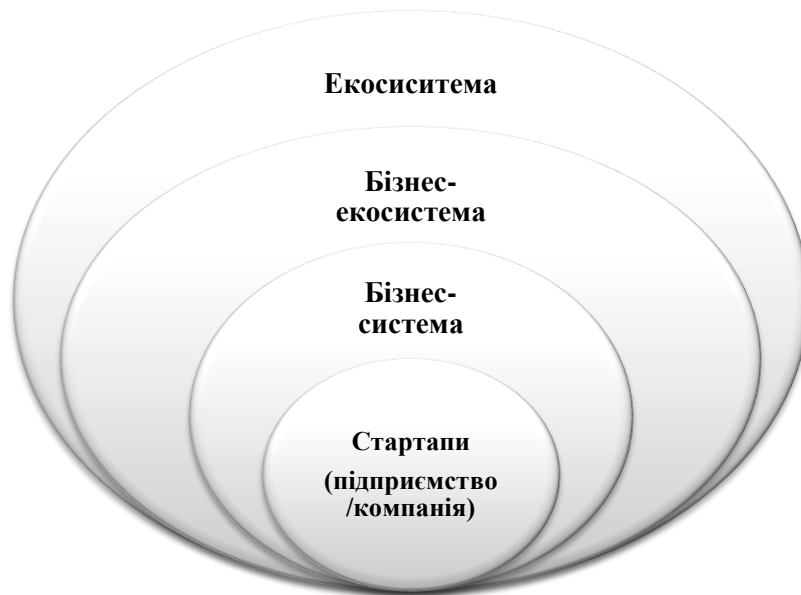 Екосиситема
Бізнес-
екосистема
Бізнес-
система
Стартапи
(підприємство
/компанія)